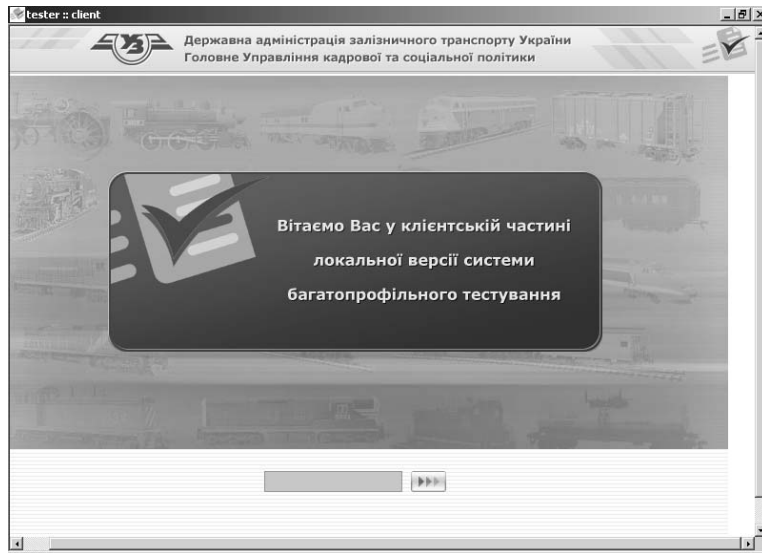 tester :: client
УЗ
Державна адміністрація залізничного транспорту України
Головне Управління кадрової та соціальної політики
Вітаємо Вас у клієнтській частині
локальної версії системи
багатопрофільного тестування